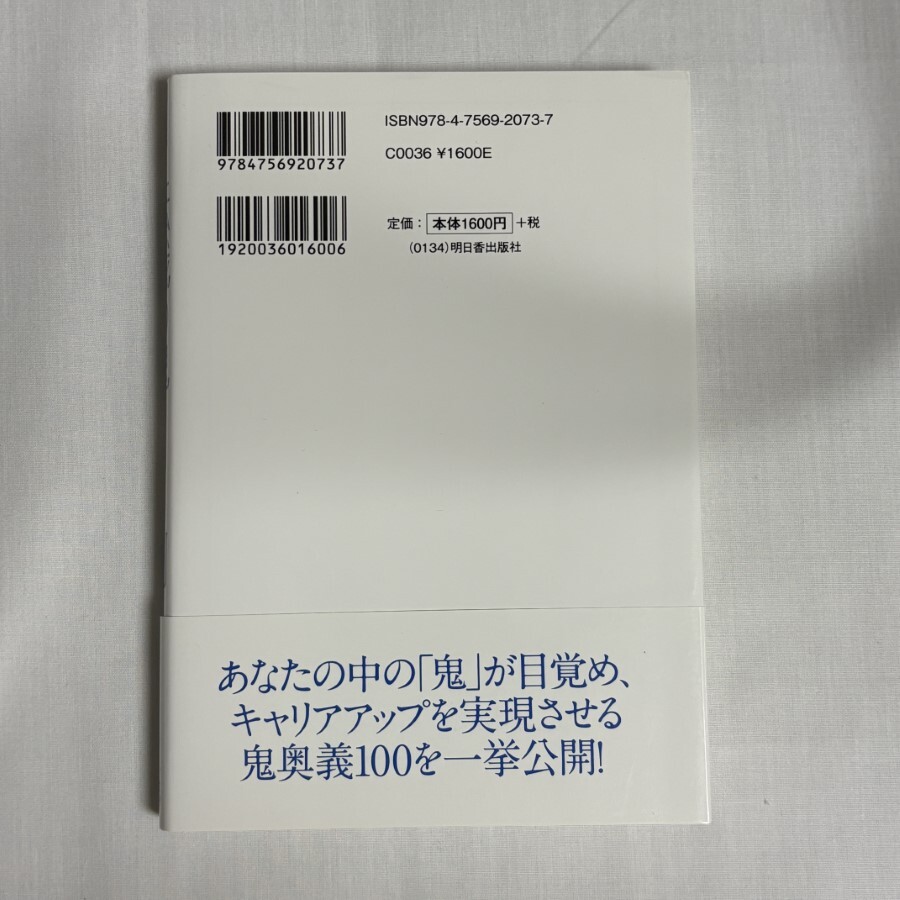 ISBN978-4-7569-2073-7
9784756920737
C0036 ¥1600E
定価：本体1600円＋税
1920036016006
(0134)明日香出版社
あなたの中の「鬼」が目覚め、
キャリアアップを実現させる
鬼奥義100を一挙公開!